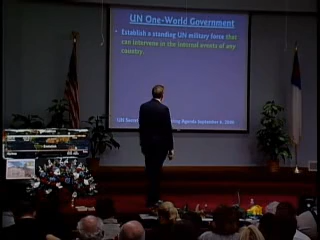 UN One-World Government
• Establish a standing UN military force that
can intervene in the internal events of any
country.
UN Agenda September 6, 2000